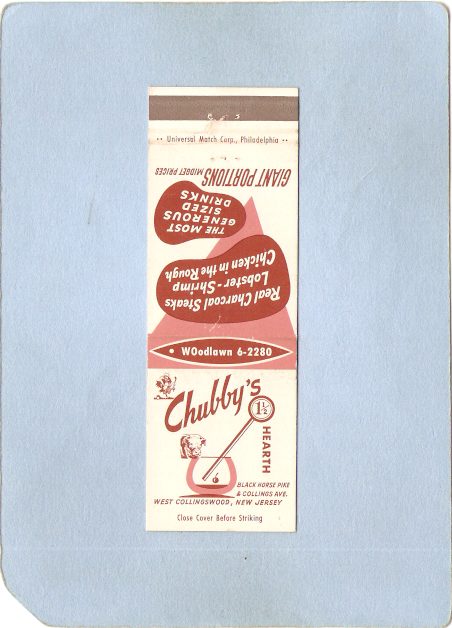 •• Universal Match Corp., Philadelphia ••
GIANT PORTIONS MIDGET PRICES
THE MOST
GENEROUS
SIZED
DRINKS
Real Charcoal Steaks
Lobster - Shrimp
Chicken in the Rough
• WOodlawn 6-2280
Chubby's
1½
HEARTH
BLACK HORSE PIKE
& COLLINGS AVE.
WEST COLLINGSWOOD, NEW JERSEY
Close Cover Before Striking